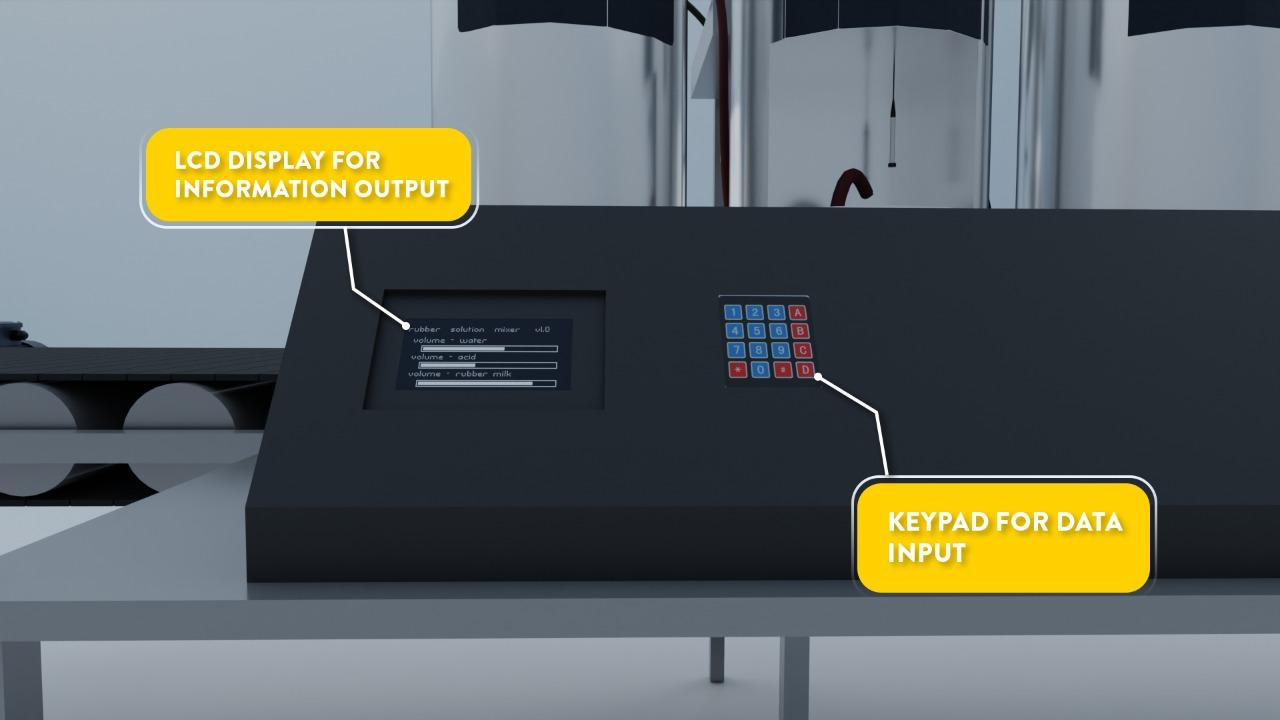 LCD DISPLAY FOR
INFORMATION OUTPUT
rubber solution mixer v1.0
volume - water
volume - acid
volume - rubber milk
1 2 3 A
4 5 6 B
7 8 9 C
* 0 # D
KEYPAD FOR DATA
INPUT